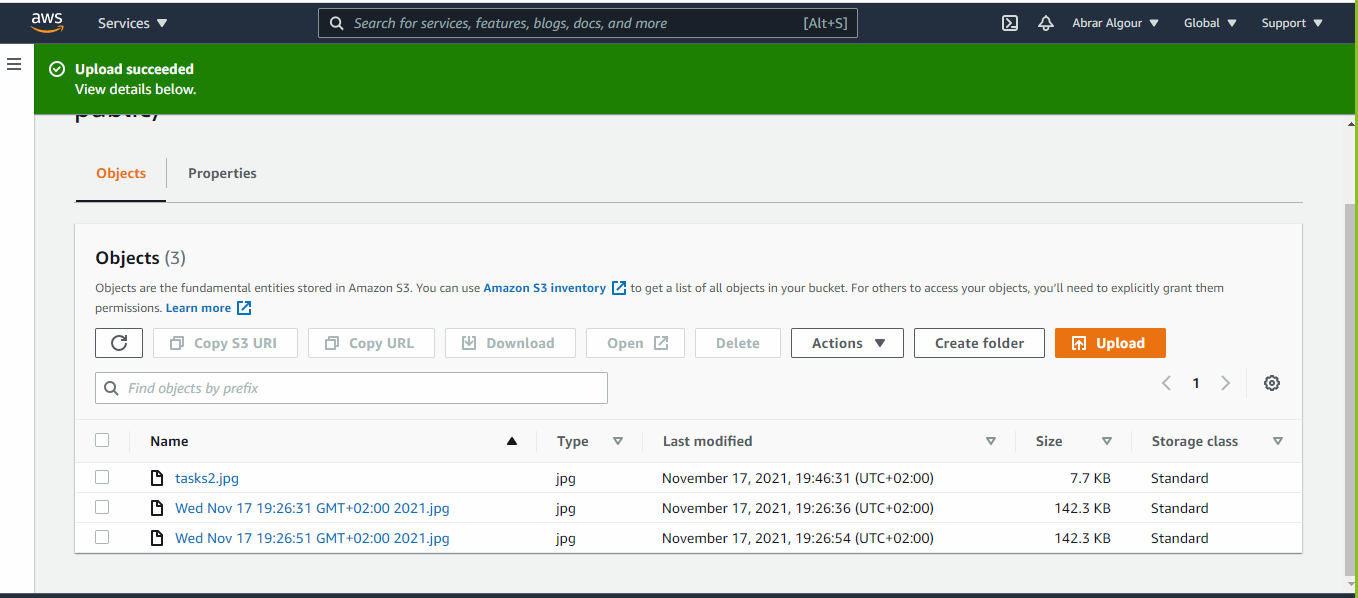 aws
Services
Search for services, features, blogs, docs, and more
[Alt+S]
Abrar Algour
Global
Support
Upload succeeded
View details below.
public/
Objects
Properties
Objects (3)
Objects are the fundamental entities stored in Amazon S3. You can use Amazon S3 inventory to get a list of all objects in your bucket. For others to access your objects, you'll need to explicitly grant them
permissions. Learn more
Copy S3 URI
Copy URL
Download
Open
Delete
Actions
Create folder
Upload
Find objects by prefix
1
Name Type Last modified Size Storage class
tasks2.jpg jpg November 17, 2021, 19:46:31 (UTC+02:00) 7.7 KB Standard
Wed Nov 17 19:26:31 GMT+02:00 2021.jpg jpg November 17, 2021, 19:26:36 (UTC+02:00) 142.3 KB Standard
Wed Nov 17 19:26:51 GMT+02:00 2021.jpg jpg November 17, 2021, 19:26:54 (UTC+02:00) 142.3 KB Standard